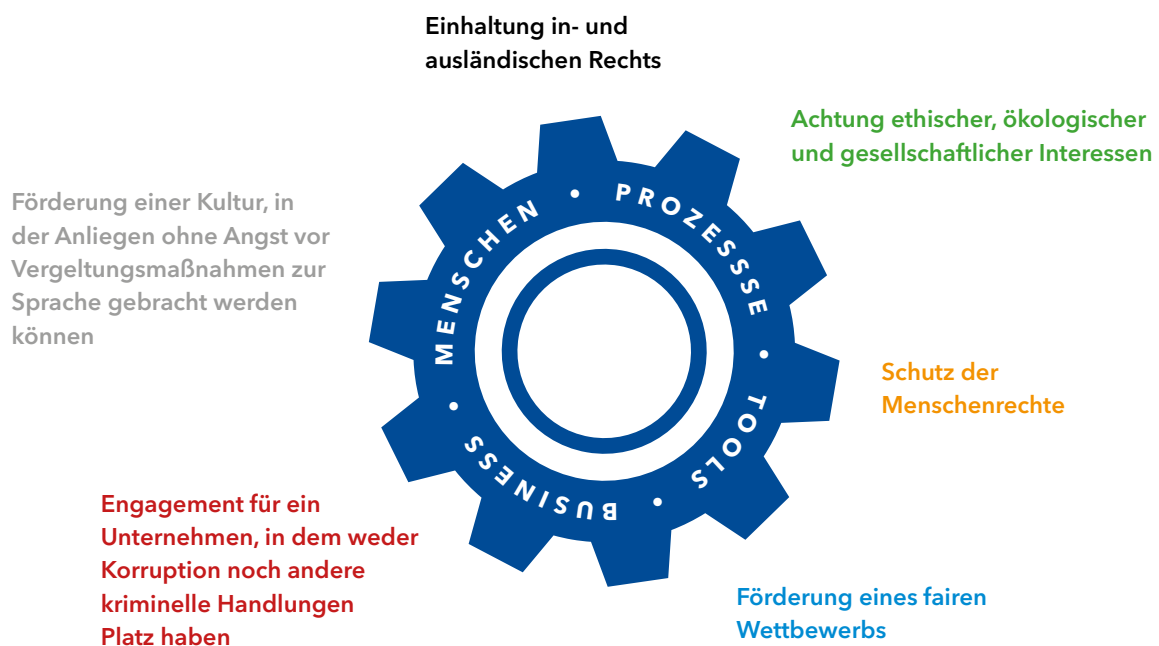 Einhaltung in- und
ausländischen Rechts
Achtung ethischer, ökologischer
und gesellschaftlicher Interessen
Förderung einer Kultur, in
der Anliegen ohne Angst vor
Vergeltungsmaßnahmen zur
Sprache gebracht werden
können
MENSCHEN • PROZESSSE • TOOLS • BUSINESS •
Schutz der
Menschenrechte
Engagement für ein
Unternehmen, in dem weder
Korruption noch andere
kriminelle Handlungen
Platz haben
Förderung eines fairen
Wettbewerbs